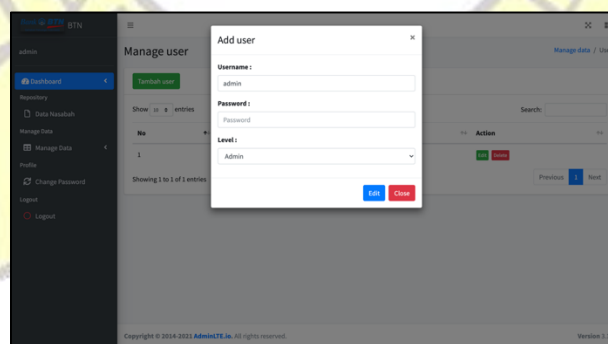 BTN
admin
Dashboard
Repository
Data Nasabah
Manage Data
Manage Data
Profile
Change Password
Logout
Logout
Manage user
Manage data / Use
Tambah user
Show 10 entries
Search:
No
Action
1
Edit Delete
Showing 1 to 1 of 1 entries
Previous 1 Next
Add user ×
Username :
admin
Password :
Password
Level :
Admin
Edit Close
Copyright © 2014-2021 AdminLTE.io. All rights reserved.
Version 3.